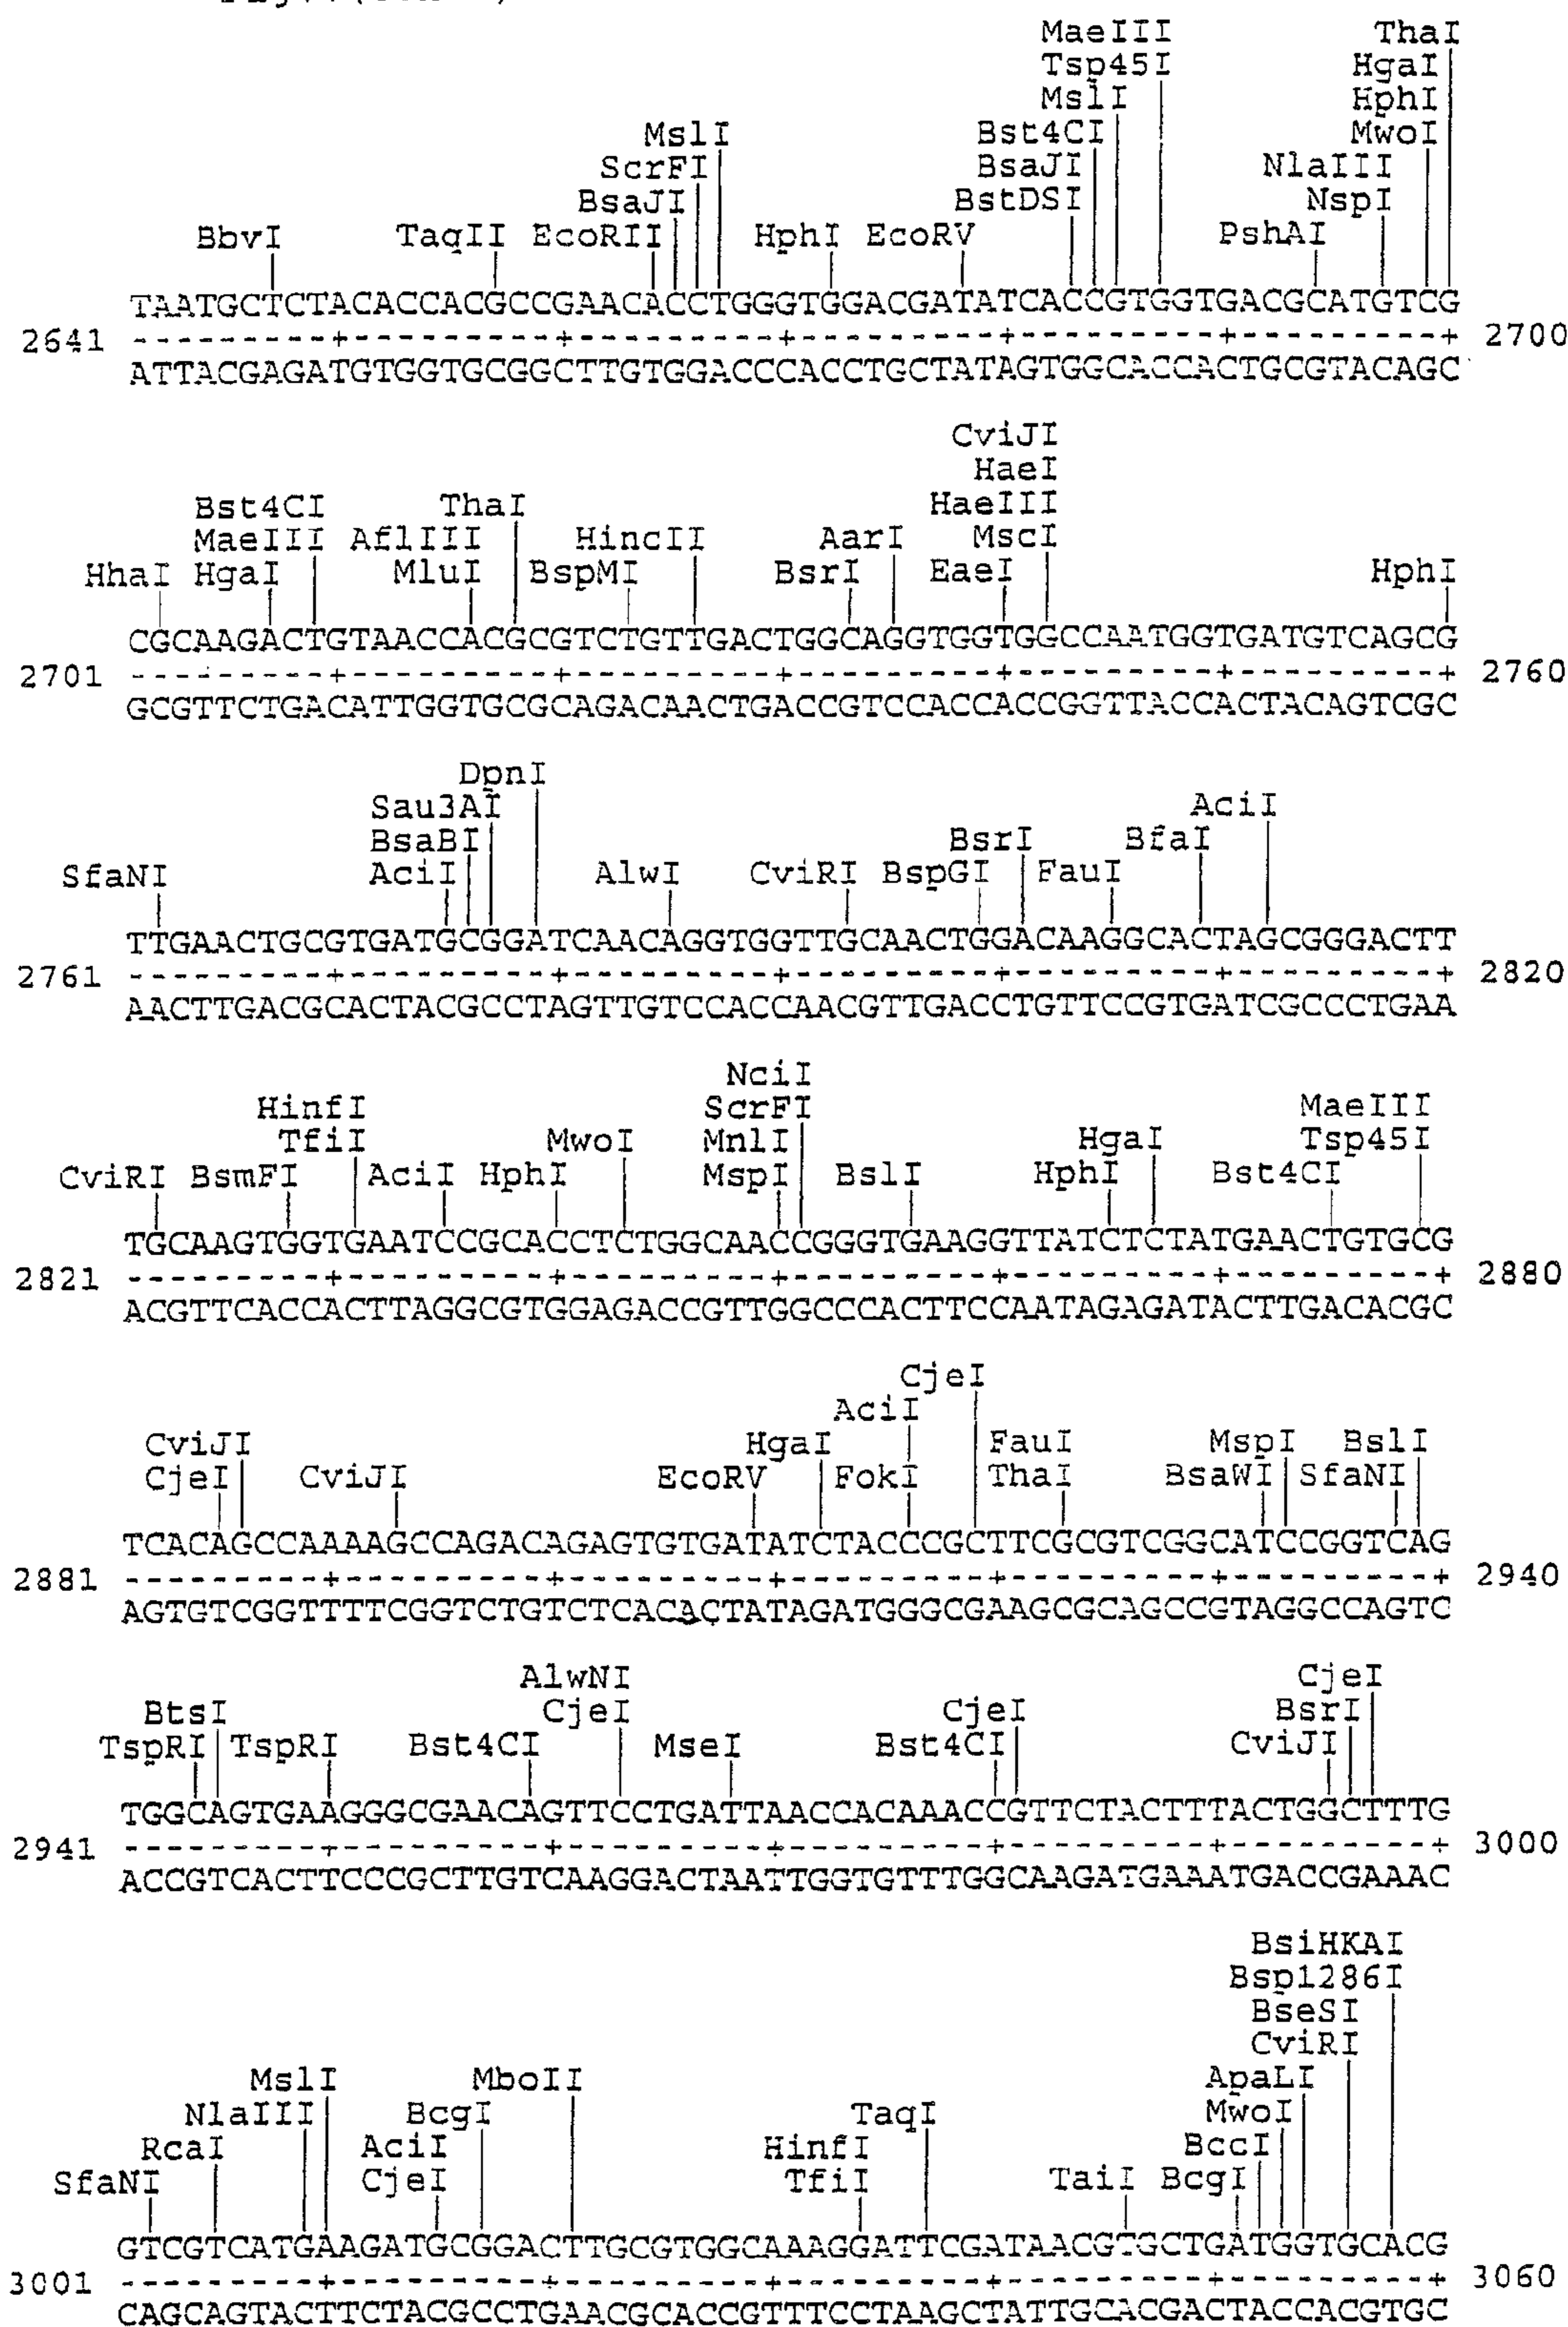 MaeIII ThaI
Tsp45I HgaI
MslI HphI
MslI Bst4CI MwoI
ScrFI BsaJI NlaIII
BsaJI BstDSI NspI
BbvI TaqII EcoRII HphI EcoRV PshAI
TAATGCTCTACACCACGCCGAACACCTGGGTGGACGATATCACCGTGGTGACGCATGTCG
2641 ---------+---------+---------+---------+---------+---------+ 2700
ATTACGAGATGTGGTGCGGCTTGTGGACCCACCTGCTATAGTGGCACCACTGCGTACAGC
CviJI
HaeI
Bst4CI ThaI HaeIII
MaeIII AflIII HincII AarI MscI
HhaI HgaI MluI BspMI BsrI EaeI HphI
CGCAAGACTGTAACCACGCGTCTGTTGACTGGCAGGTGGTGGCCAATGGTGATGTCAGCG
2701 ---------+---------+---------+---------+---------+---------+ 2760
GCGTTCTGACATTGGTGCGCAGACAACTGACCGTCCACCACCGGTTACCACTACAGTCGC
DpnI
Sau3AI AciI
BsaBI BsrI BfaI
SfaNI AciI AlwI CviRI BspGI FauI
TTGAACTGCGTGATGCGGATCAACAGGTGGTTGCAACTGGACAAGGCACTAGCGGGACTT
2761 ---------+---------+---------+---------+---------+---------+ 2820
AACTTGACGCACTACGCCTAGTTGTCCACCAACGTTGACCTGTTCCGTGATCGCCCTGAA
NciI
HinfI ScrFI MaeIII
TfiI MwoI MnlI HgaI Tsp45I
CviRI BsmFI AciI HphI MspI BslI HphI Bst4CI
TGCAAGTGGTGAATCCGCACCTCTGGCAACCGGGTGAAGGTTATCTCTATGAACTGTGCG
2821 ---------+---------+---------+---------+---------+---------+ 2880
ACGTTCACCACTTAGGCGTGGAGACCGTTGGCCCACTTCCAATAGAGATACTTGACACGC
CjeI
AciI
CviJI HgaI FauI MspI BslI
CjeI CviJI EcoRV FokI ThaI BsaWI SfaNI
TCACAGCCAAAAGCCAGACAGAGTGTGATATCTACCCGCTTCGCGTCGGCATCCGGTCAG
2881 ---------+---------+---------+---------+---------+---------+ 2940
AGTGTCGGTTTTCGGTCTGTCTCACACTATAGATGGGCGAAGCGCAGCCGTAGGCCAGTC
AlwNI CjeI
BtsI CjeI CjeI BsrI
TspRI TspRI Bst4CI MseI Bst4CI CviJI
TGGCAGTGAAGGGCGAACAGTTCCTGATTAACCACAAACCGTTCTACTTTACTGGCTTTG
2941 ---------+---------+---------+---------+---------+---------+ 3000
ACCGTCACTTCCCGCTTGTCAAGGACTAATTGGTGTTTGGCAAGATGAAATGACCGAAAC
BsiHKAI
Bsp1286I
BseSI
CviRI
MslI MboII ApaLI
NlaIII BcgI TaqI MwoI
RcaI AciI HinfI BccI
SfaNI CjeI TfiI TaiI BcgI
GTCGTCATGAAGATGCGGACTTGCGTGGCAAAGGATTCGATAACGTGCTGATGGTGCACG
3001 ---------+---------+---------+---------+---------+---------+ 3060
CAGCAGTACTTCTACGCCTGAACGCACCGTTTCCTAAGCTATTGCACGACTACCACGTGC